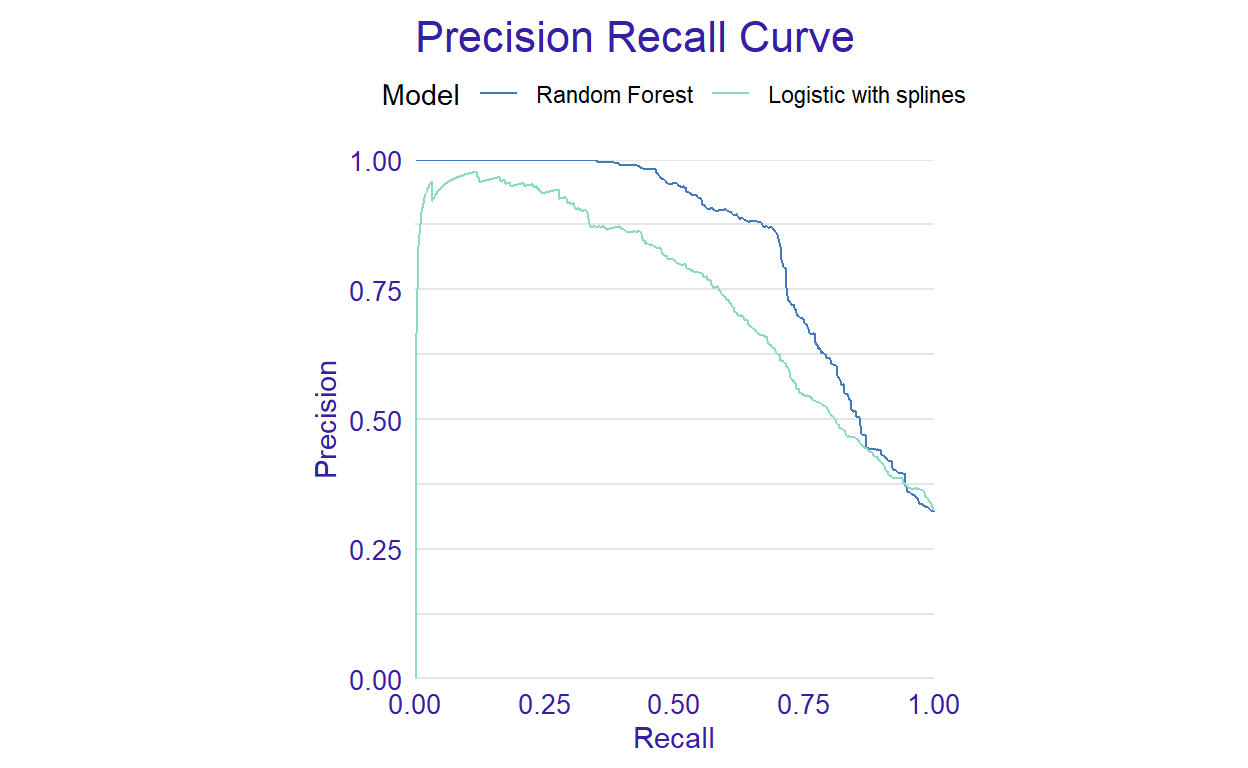 Precision Recall Curve
Model Random Forest Logistic with splines
1.00
0.75
0.50
0.25
0.00
Precision
0.00 0.25 0.50 0.75 1.00
Recall